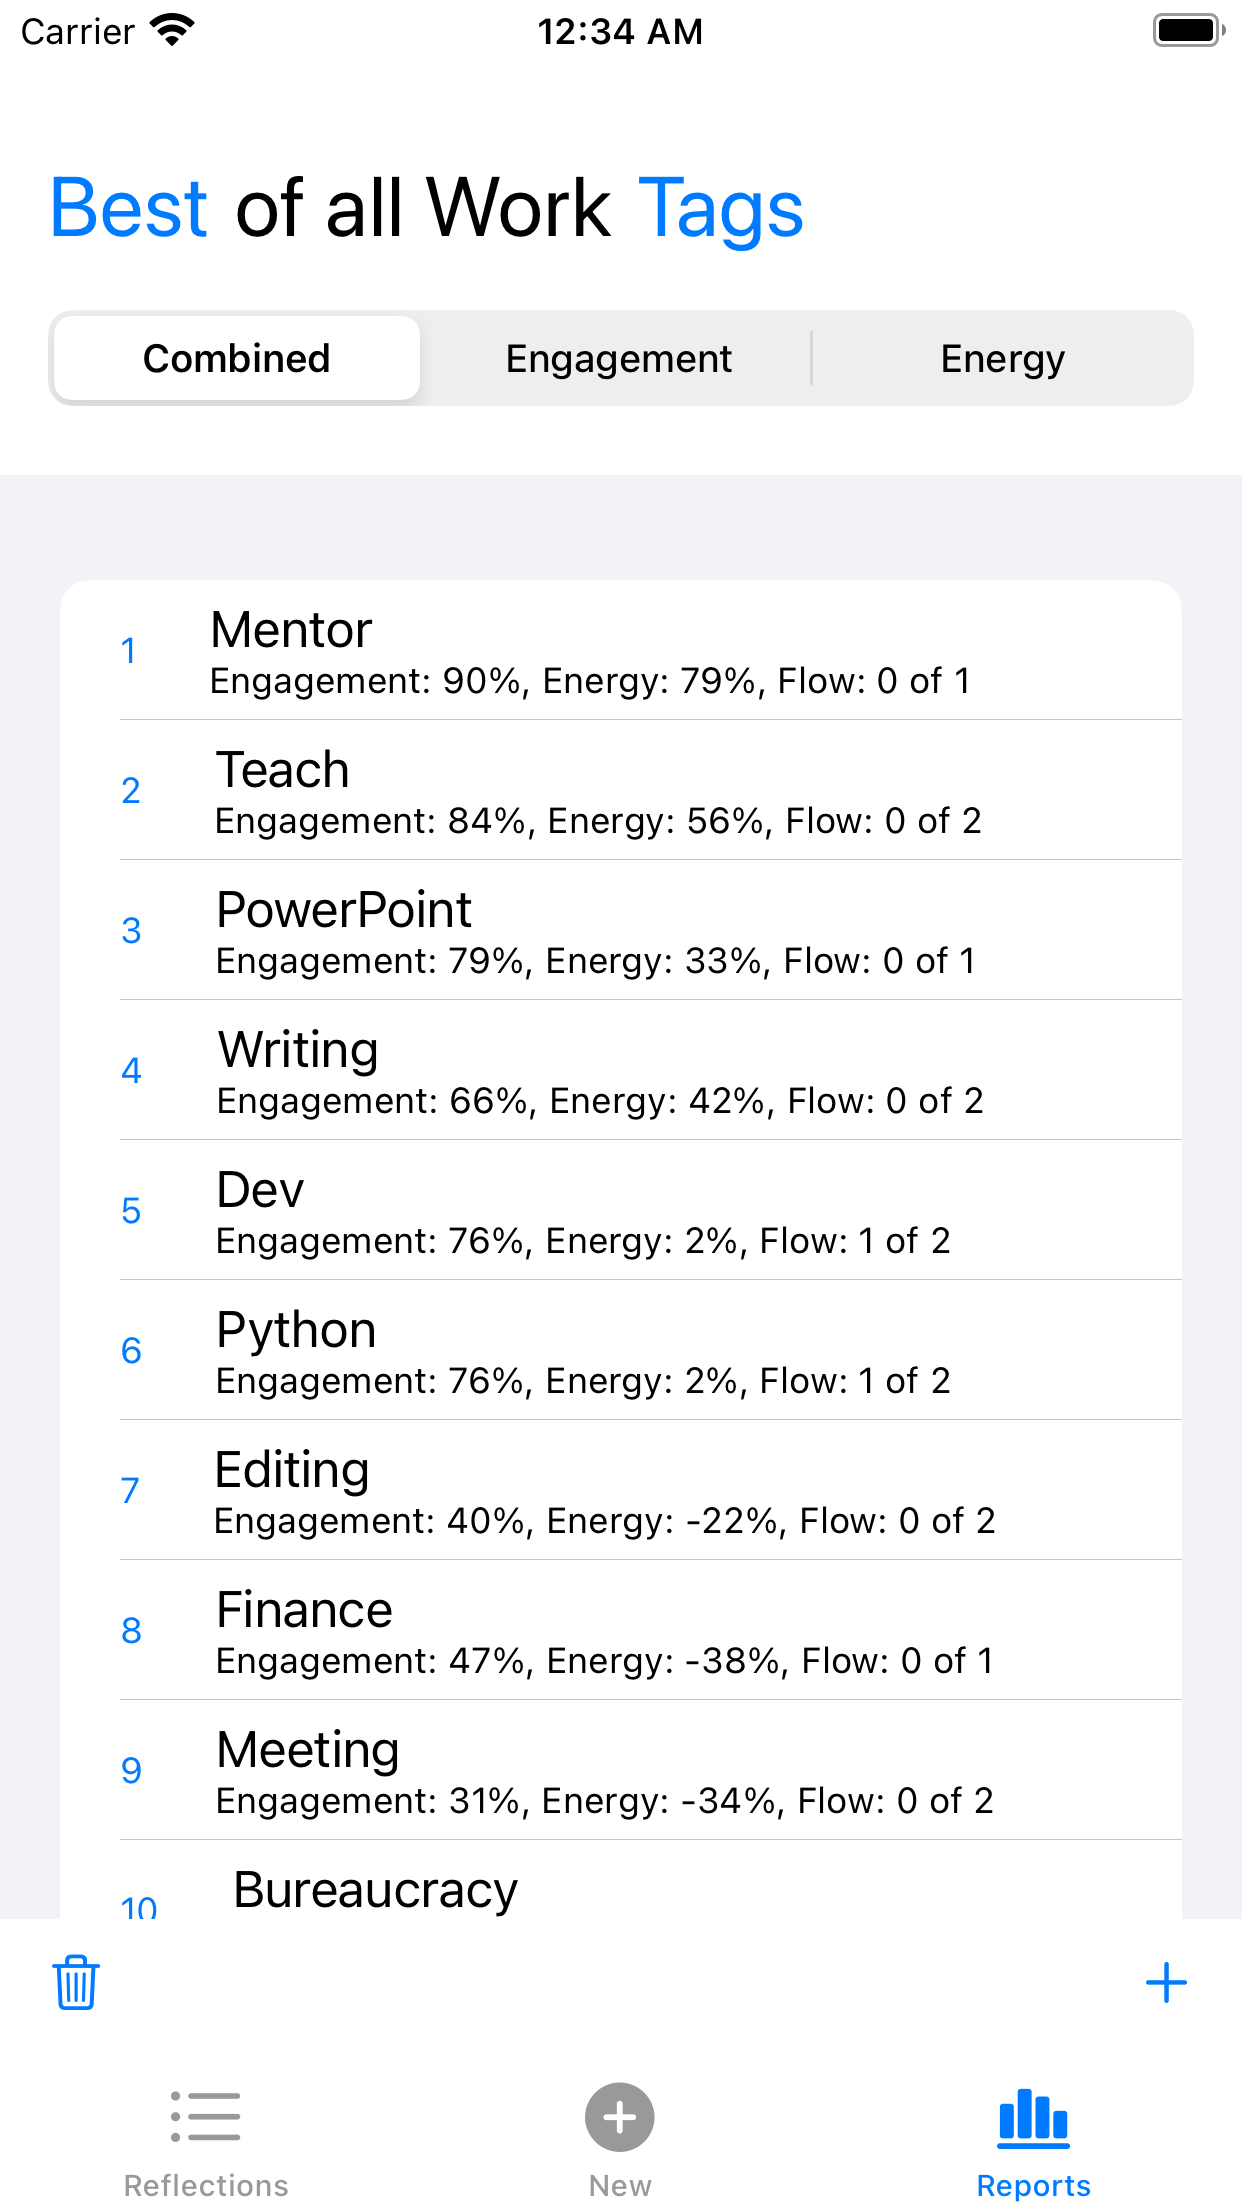 Carrier 12:34 AM
Best of all Work Tags
Combined Engagement Energy
1 Mentor
Engagement: 90%, Energy: 79%, Flow: 0 of 1
2 Teach
Engagement: 84%, Energy: 56%, Flow: 0 of 2
3 PowerPoint
Engagement: 79%, Energy: 33%, Flow: 0 of 1
4 Writing
Engagement: 66%, Energy: 42%, Flow: 0 of 2
5 Dev
Engagement: 76%, Energy: 2%, Flow: 1 of 2
6 Python
Engagement: 76%, Energy: 2%, Flow: 1 of 2
7 Editing
Engagement: 40%, Energy: -22%, Flow: 0 of 2
8 Finance
Engagement: 47%, Energy: -38%, Flow: 0 of 1
9 Meeting
Engagement: 31%, Energy: -34%, Flow: 0 of 2
10 Bureaucracy
Reflections New Reports